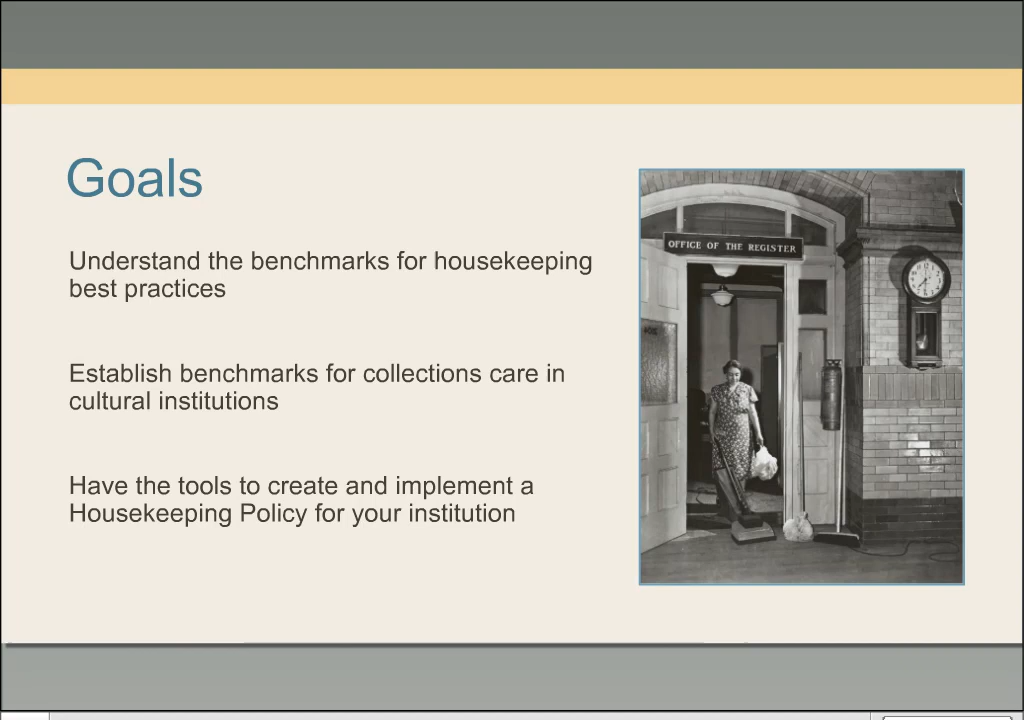 Goals
Understand the benchmarks for housekeeping
best practices
Establish benchmarks for collections care in
cultural institutions
Have the tools to create and implement a
Housekeeping Policy for your institution
OFFICE OF THE REGISTER